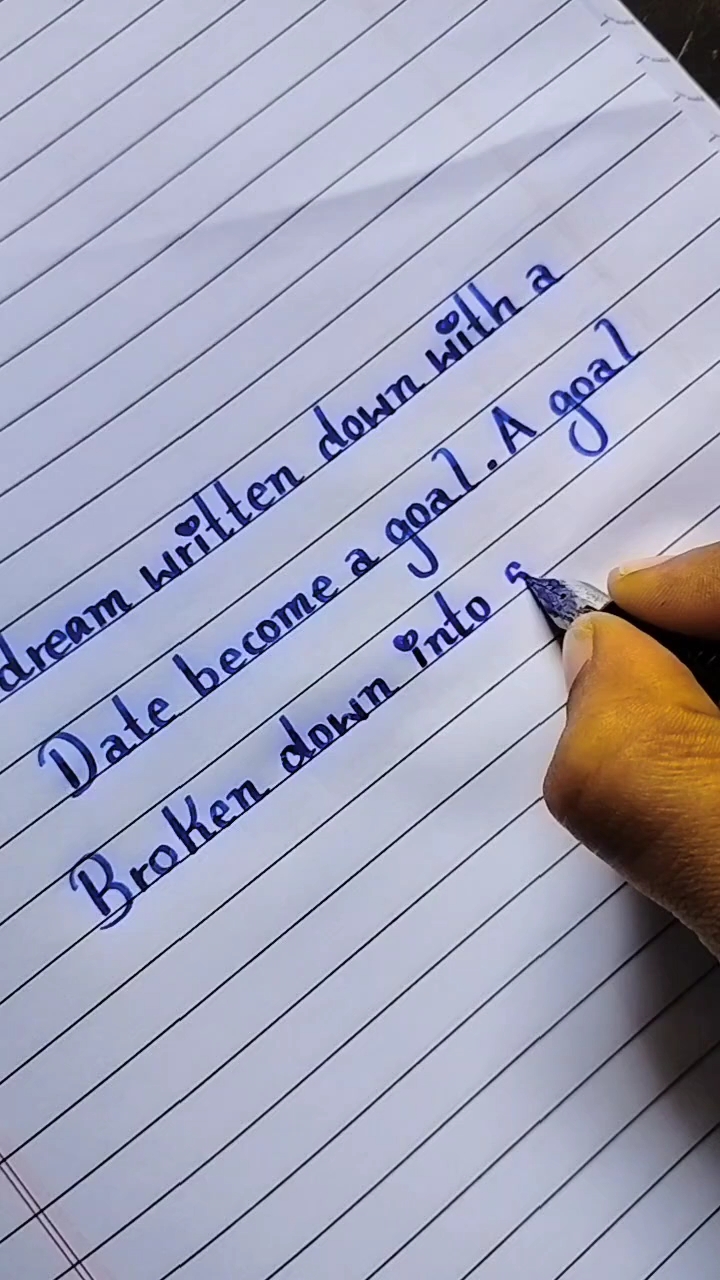 dream written down with a
Date become a goal. A goal
Broken down into s